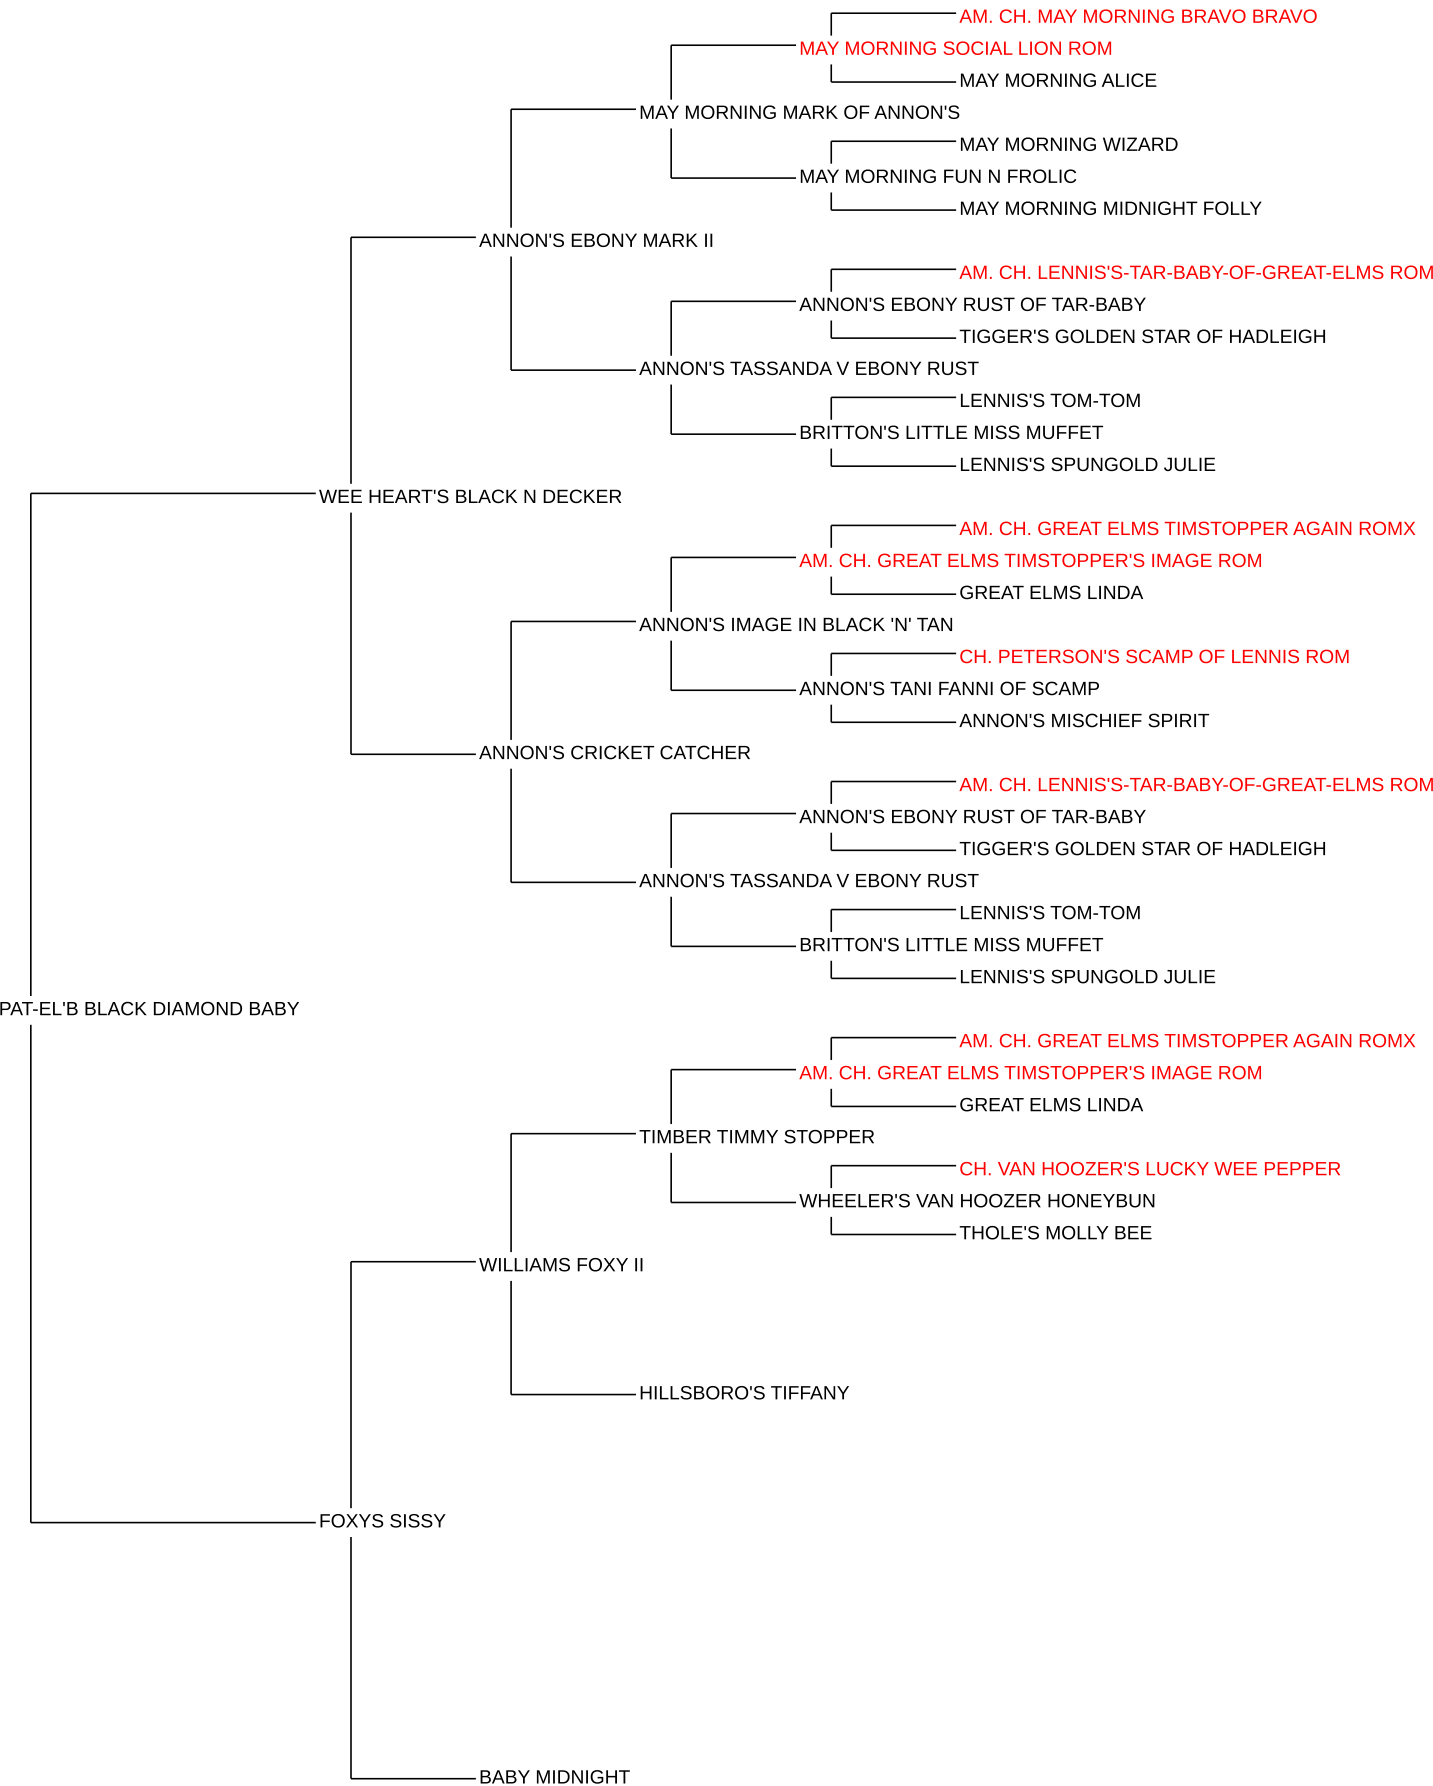 AM. CH. MAY MORNING BRAVO BRAVO
MAY MORNING SOCIAL LION ROM
MAY MORNING ALICE
MAY MORNING MARK OF ANNON'S
MAY MORNING WIZARD
MAY MORNING FUN N FROLIC
MAY MORNING MIDNIGHT FOLLY
ANNON'S EBONY MARK II
AM. CH. LENNIS'S-TAR-BABY-OF-GREAT-ELMS ROM
ANNON'S EBONY RUST OF TAR-BABY
TIGGER'S GOLDEN STAR OF HADLEIGH
ANNON'S TASSANDA V EBONY RUST
LENNIS'S TOM-TOM
BRITTON'S LITTLE MISS MUFFET
LENNIS'S SPUNGOLD JULIE
WEE HEART'S BLACK N DECKER
AM. CH. GREAT ELMS TIMSTOPPER AGAIN ROMX
AM. CH. GREAT ELMS TIMSTOPPER'S IMAGE ROM
GREAT ELMS LINDA
ANNON'S IMAGE IN BLACK 'N' TAN
CH. PETERSON'S SCAMP OF LENNIS ROM
ANNON'S TANI FANNI OF SCAMP
ANNON'S MISCHIEF SPIRIT
ANNON'S CRICKET CATCHER
AM. CH. LENNIS'S-TAR-BABY-OF-GREAT-ELMS ROM
ANNON'S EBONY RUST OF TAR-BABY
TIGGER'S GOLDEN STAR OF HADLEIGH
ANNON'S TASSANDA V EBONY RUST
LENNIS'S TOM-TOM
BRITTON'S LITTLE MISS MUFFET
LENNIS'S SPUNGOLD JULIE
PAT-EL'B BLACK DIAMOND BABY
AM. CH. GREAT ELMS TIMSTOPPER AGAIN ROMX
AM. CH. GREAT ELMS TIMSTOPPER'S IMAGE ROM
GREAT ELMS LINDA
TIMBER TIMMY STOPPER
CH. VAN HOOZER'S LUCKY WEE PEPPER
WHEELER'S VAN HOOZER HONEYBUN
THOLE'S MOLLY BEE
WILLIAMS FOXY II
HILLSBORO'S TIFFANY
FOXYS SISSY
BABY MIDNIGHT